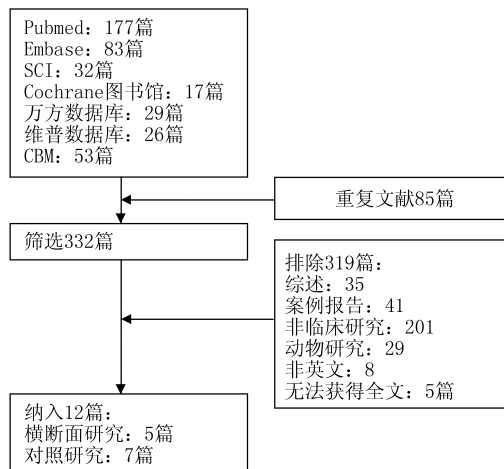 Pubmed：177篇
Embase：83篇
SCI：32篇
Cochrane图书馆：17篇
万方数据库：29篇
维普数据库：26篇
CBM：53篇
重复文献85篇
筛选332篇
排除319篇：
综述：35
案例报告：41
非临床研究：201
动物研究：29
非英文：8
无法获得全文：5篇
纳入12篇：
横断面研究：5篇
对照研究：7篇